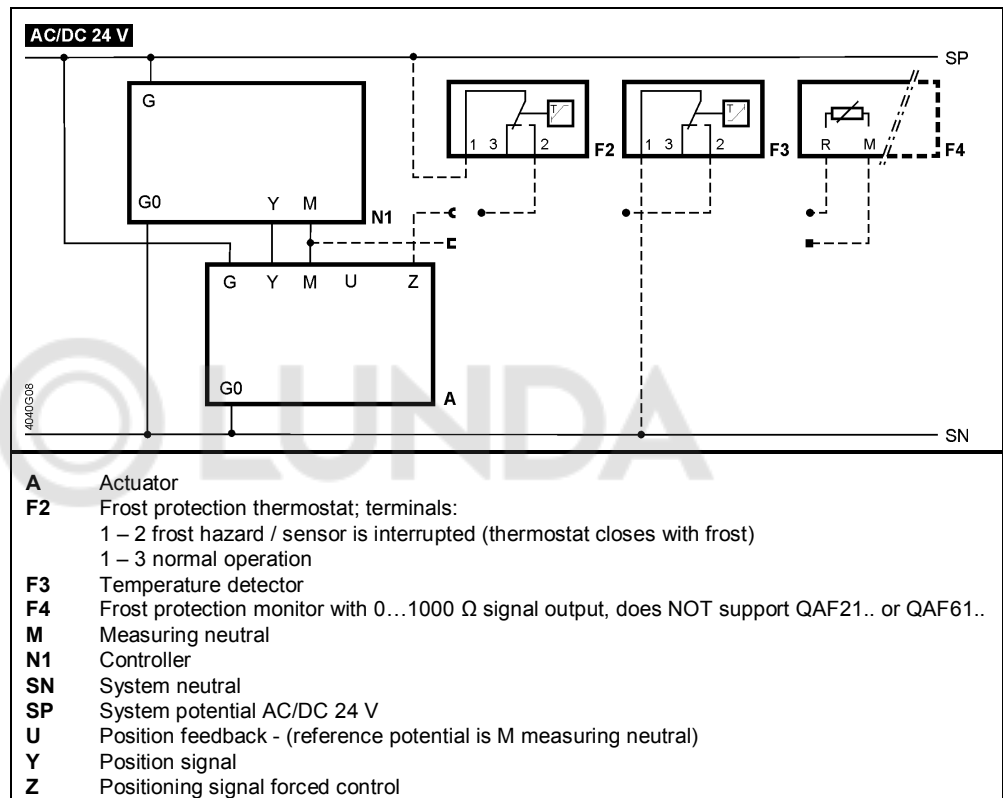 AC/DC 24 V
SP
G
G0 Y M
N1
1 3 2
F2
1 3 2
F3
R M
F4
G Y M U Z
G0
A
SN
4040G08
LUNDA
A Actuator
F2 Frost protection thermostat; terminals:
1 – 2 frost hazard / sensor is interrupted (thermostat closes with frost)
1 – 3 normal operation
F3 Temperature detector
F4 Frost protection monitor with 0…1000 Ω signal output, does NOT support QAF21.. or QAF61..
M Measuring neutral
N1 Controller
SN System neutral
SP System potential AC/DC 24 V
U Position feedback - (reference potential is M measuring neutral)
Y Position signal
Z Positioning signal forced control